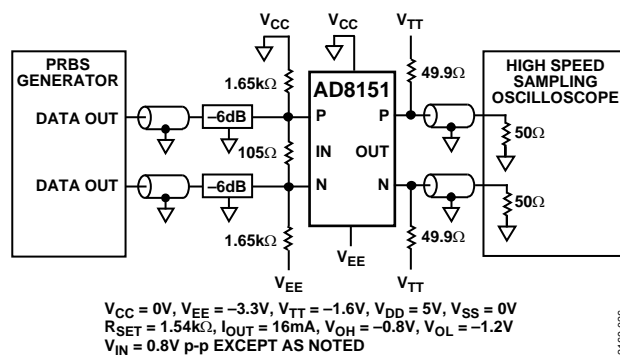 VCC
VCC
VTT
PRBS
GENERATOR
1.65kΩ
AD8151
49.9Ω
HIGH SPEED
SAMPLING
OSCILLOSCOPE
DATA OUT
–6dB
P
P
50Ω
105Ω
IN
OUT
DATA OUT
–6dB
N
N
50Ω
1.65kΩ
VEE
49.9Ω
VEE
VTT
VCC = 0V, VEE = –3.3V, VTT = –1.6V, VDD = 5V, VSS = 0V
RSET = 1.54kΩ, IOUT = 16mA, VOH = –0.8V, VOL = –1.2V
VIN = 0.8V p-p EXCEPT AS NOTED